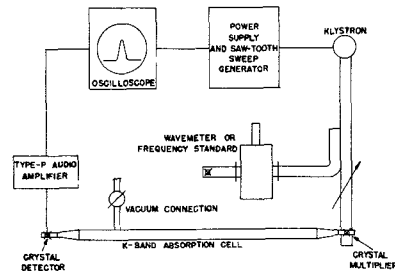 OSCILLOSCOPE
POWER
SUPPLY
AND SAW-TOOTH
SWEEP
GENERATOR
KLYSTRON
WAVEMETER OR
FREQUENCY STANDARD
TYPE-P AUDIO
AMPLIFIER
VACUUM CONNECTION
K-BAND ABSORPTION CELL
CRYSTAL
DETECTOR
CRYSTAL
MULTIPLIER